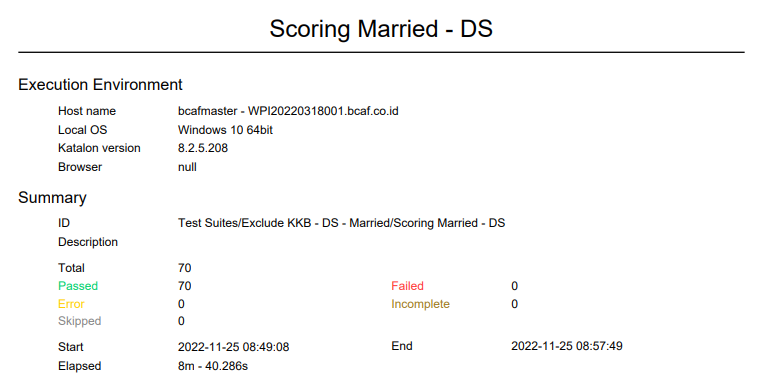 Scoring Married - DS
Execution Environment
Host name bcafmaster - WPI20220318001.bcaf.co.id
Local OS Windows 10 64bit
Katalon version 8.2.5.208
Browser null
Summary
ID Test Suites/Exclude KKB - DS - Married/Scoring Married - DS
Description
Total 70
Passed 70 Failed 0
Error 0 Incomplete 0
Skipped 0
Start 2022-11-25 08:49:08 End 2022-11-25 08:57:49
Elapsed 8m - 40.286s